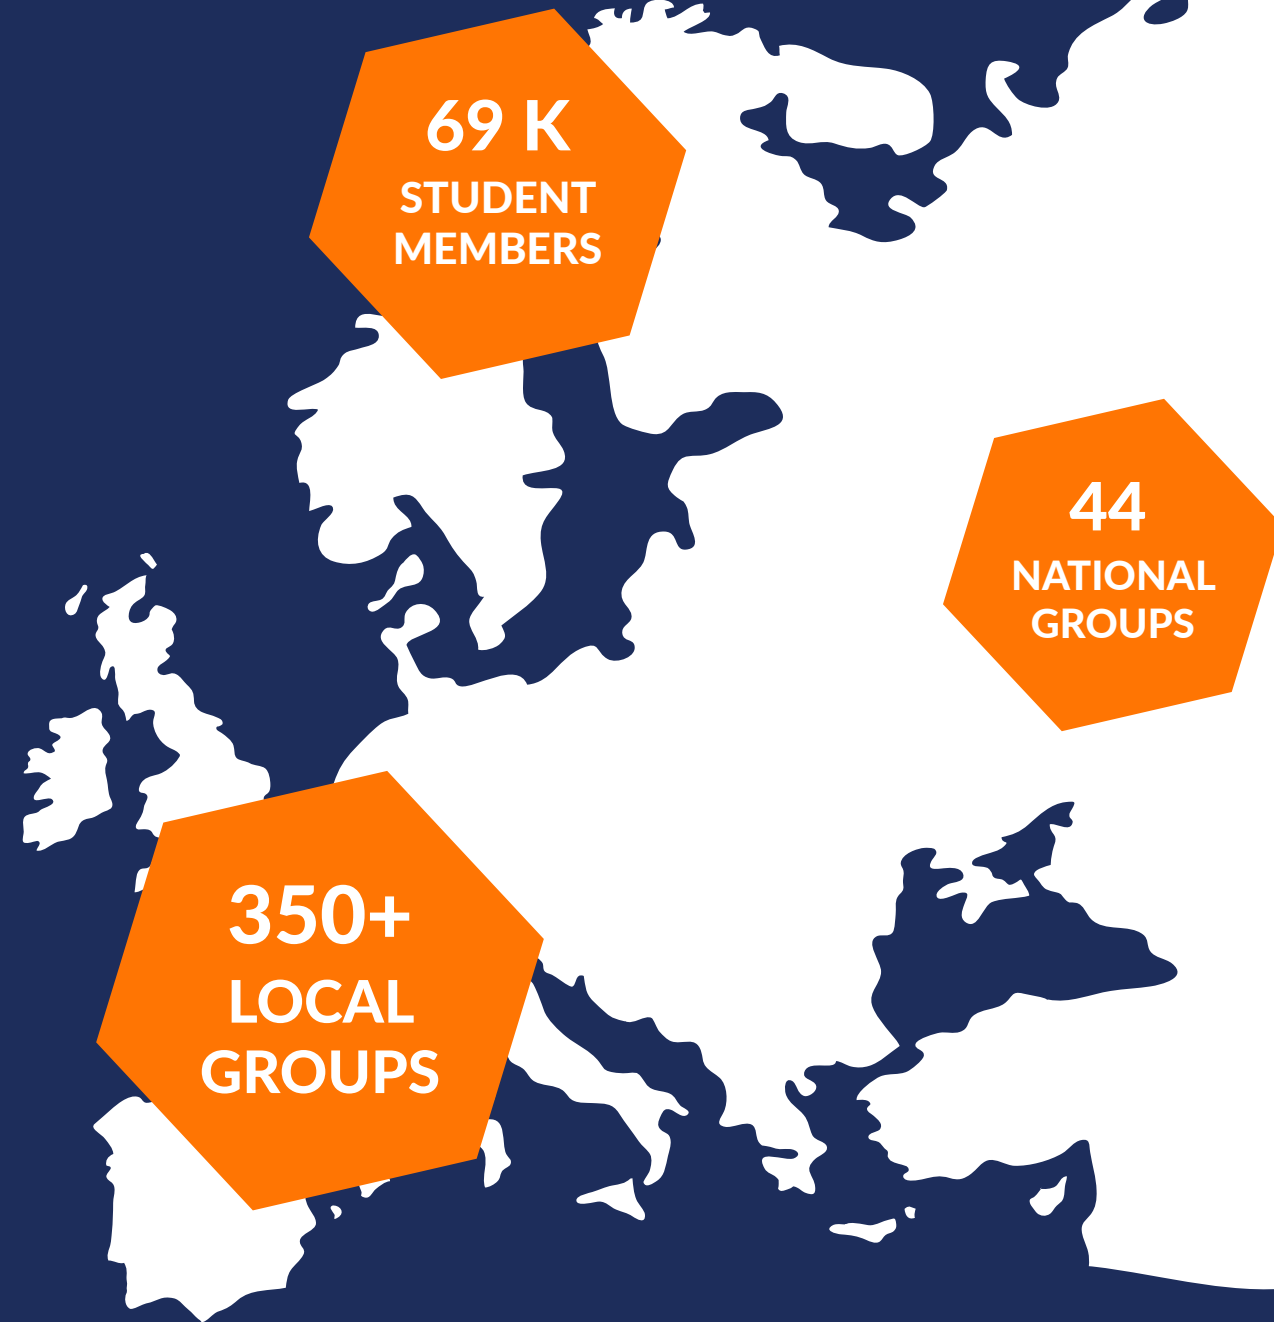 69 K
STUDENT
MEMBERS
44
NATIONAL
GROUPS
350+
LOCAL
GROUPS